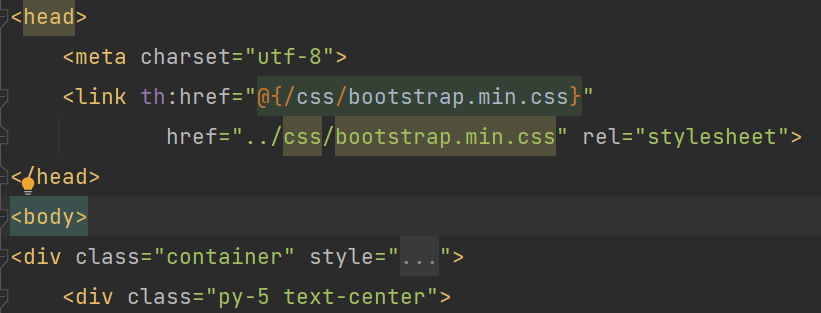 <head>
<meta charset="utf-8">
<link th:href="@{/css/bootstrap.min.css}"
href="../css/bootstrap.min.css" rel="stylesheet">
</head>
<body>
<div class="container" style="...">
<div class="py-5 text-center">